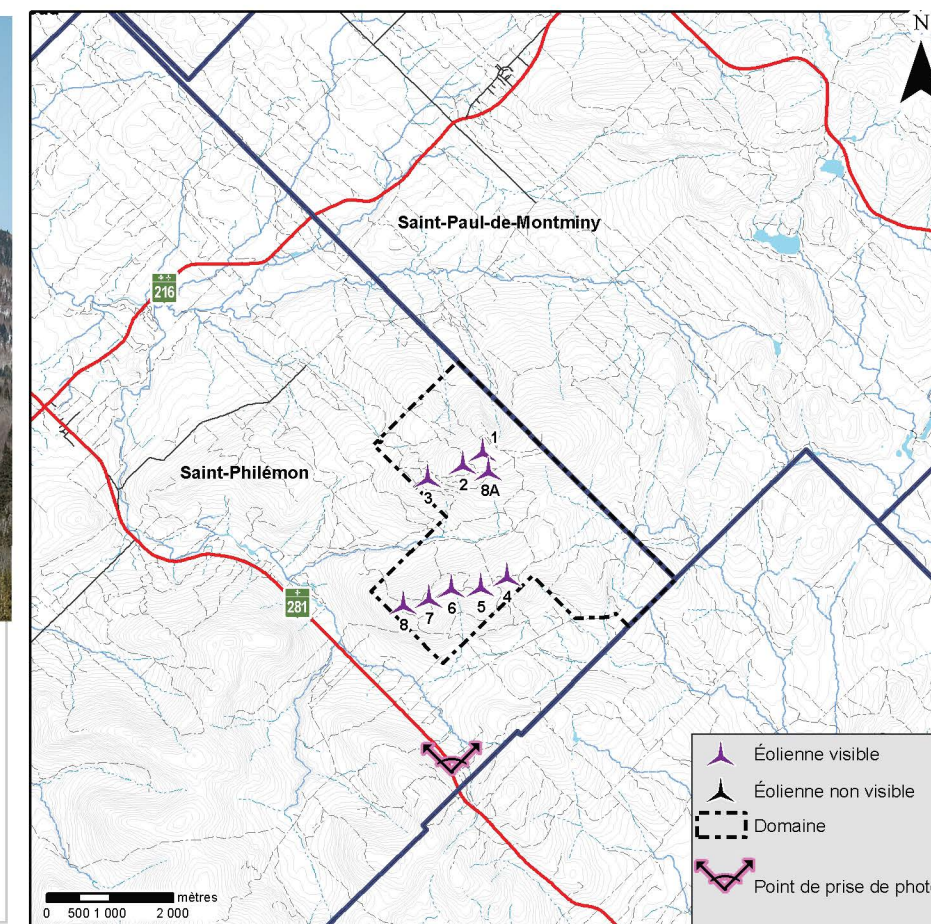 N
Saint-Paul-de-Montminy
216
Saint-Philémon
1
2
8A
3
281
4
5
6
7
8
Éolienne visible
Éolienne non visible
Domaine
Point de prise de phot
mètres
0 500 1 000 2 000